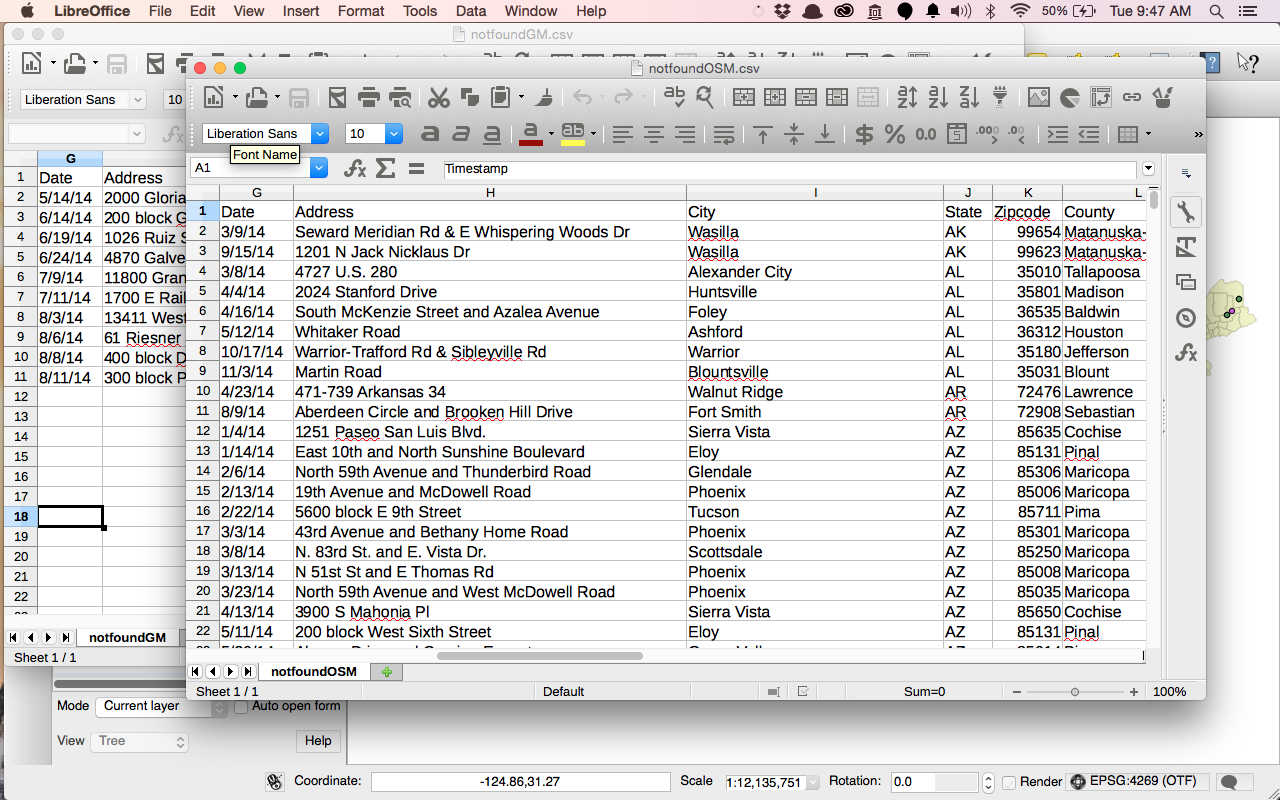 LibreOffice File Edit View Insert Format Tools Data Window Help 50% Tue 9:47 AM
notfoundGM.csv
notfoundOSM.csv
Liberation Sans 10
Liberation Sans 10
Font Name
A1 Timestamp
G
1 Date Address
2 5/14/14 2000 Gloria
3 6/14/14 200 block G
4 6/19/14 1026 Ruiz S
5 6/24/14 4870 Galve
6 7/9/14 11800 Gran
7 7/11/14 1700 E Rail
8 8/3/14 13411 West
9 8/6/14 61 Riesner
10 8/8/14 400 block D
11 8/11/14 300 block P
12
13
14
15
16
17
18
19
20
21
22
notfoundGM
Sheet 1 / 1
G H I J K L
1 Date Address City State Zipcode County
2 3/9/14 Seward Meridian Rd & E Whispering Woods Dr Wasilla AK 99654 Matanuska-
3 9/15/14 1201 N Jack Nicklaus Dr Wasilla AK 99623 Matanuska-
4 3/8/14 4727 U.S. 280 Alexander City AL 35010 Tallapoosa
5 4/4/14 2024 Stanford Drive Huntsville AL 35801 Madison
6 4/16/14 South McKenzie Street and Azalea Avenue Foley AL 36535 Baldwin
7 5/12/14 Whitaker Road Ashford AL 36312 Houston
8 10/17/14 Warrior-Trafford Rd & Sibleyville Rd Warrior AL 35180 Jefferson
9 11/3/14 Martin Road Blountsville AL 35031 Blount
10 4/23/14 471-739 Arkansas 34 Walnut Ridge AR 72476 Lawrence
11 8/9/14 Aberdeen Circle and Brooken Hill Drive Fort Smith AR 72908 Sebastian
12 1/4/14 1251 Paseo San Luis Blvd. Sierra Vista AZ 85635 Cochise
13 1/14/14 East 10th and North Sunshine Boulevard Eloy AZ 85131 Pinal
14 2/6/14 North 59th Avenue and Thunderbird Road Glendale AZ 85306 Maricopa
15 2/13/14 19th Avenue and McDowell Road Phoenix AZ 85006 Maricopa
16 2/22/14 5600 block E 9th Street Tucson AZ 85711 Pima
17 3/3/14 43rd Avenue and Bethany Home Road Phoenix AZ 85301 Maricopa
18 3/8/14 N. 83rd St. and E. Vista Dr. Scottsdale AZ 85250 Maricopa
19 3/13/14 N 51st St and E Thomas Rd Phoenix AZ 85008 Maricopa
20 3/23/14 North 59th Avenue and West McDowell Road Phoenix AZ 85035 Maricopa
21 4/13/14 3900 S Mahonia Pl Sierra Vista AZ 85650 Cochise
22 5/11/14 200 block West Sixth Street Eloy AZ 85131 Pinal
notfoundOSM
Sheet 1 / 1 Default Sum=0 100%
Mode Current layer Auto open form
View Tree Help
Coordinate: -124.86,31.27 Scale 1:12,135,751 Rotation: 0.0 Render EPSG:4269 (OTF)